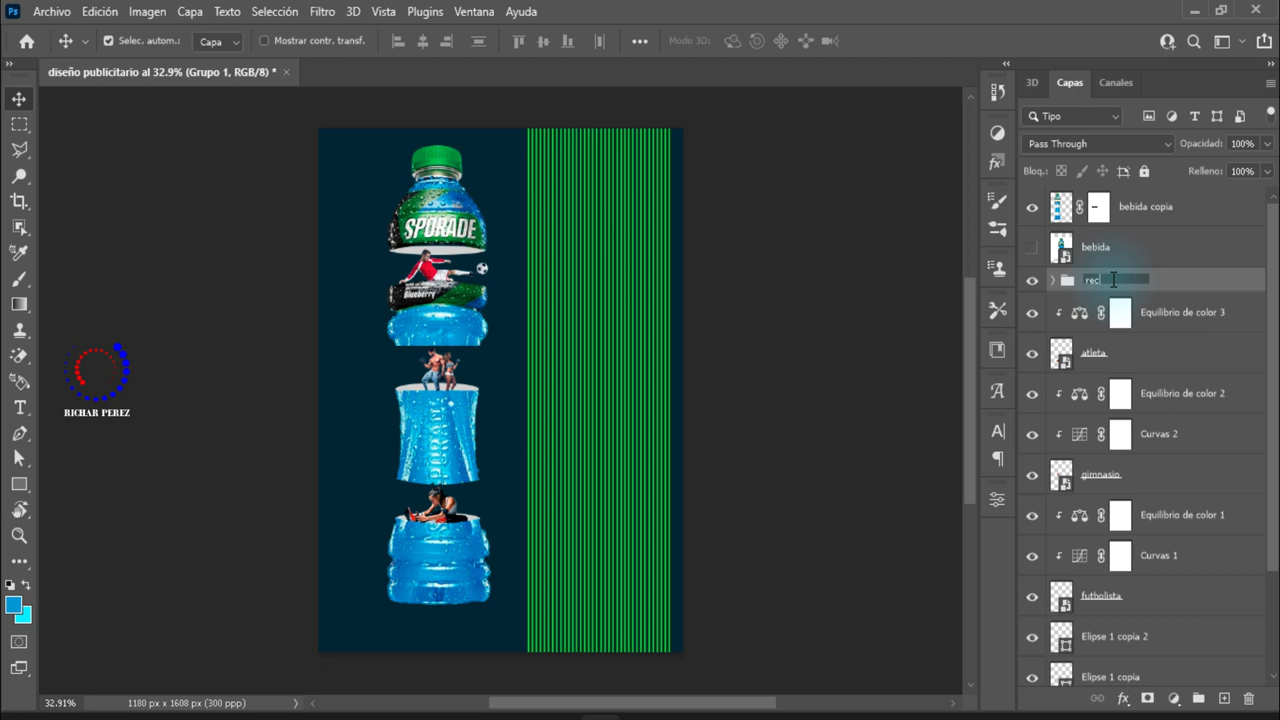 Ps Archivo Edición Imagen Capa Texto Selección Filtro 3D Vista Plugins Ventana Ayuda
Selec. autom.: Capa Mostrar contr. transf. ••• Modo 3D:
diseño publicitario al 32.9% (Grupo 1, RGB/8) * ×
3D Capas Canales
Tipo
Pass Through Opacidad: 100%
Bloq.: Relleno: 100%
bebida copia
bebida
rec
Equilibrio de color 3
atleta
Equilibrio de color 2
Curvas 2
gimnasio
Equilibrio de color 1
Curvas 1
futbolista
Elipse 1 copia 2
Elipse 1 copia
SPORADE
Blueberry
RICHAR PEREZ
32.91% 1180 px x 1608 px (300 ppp)